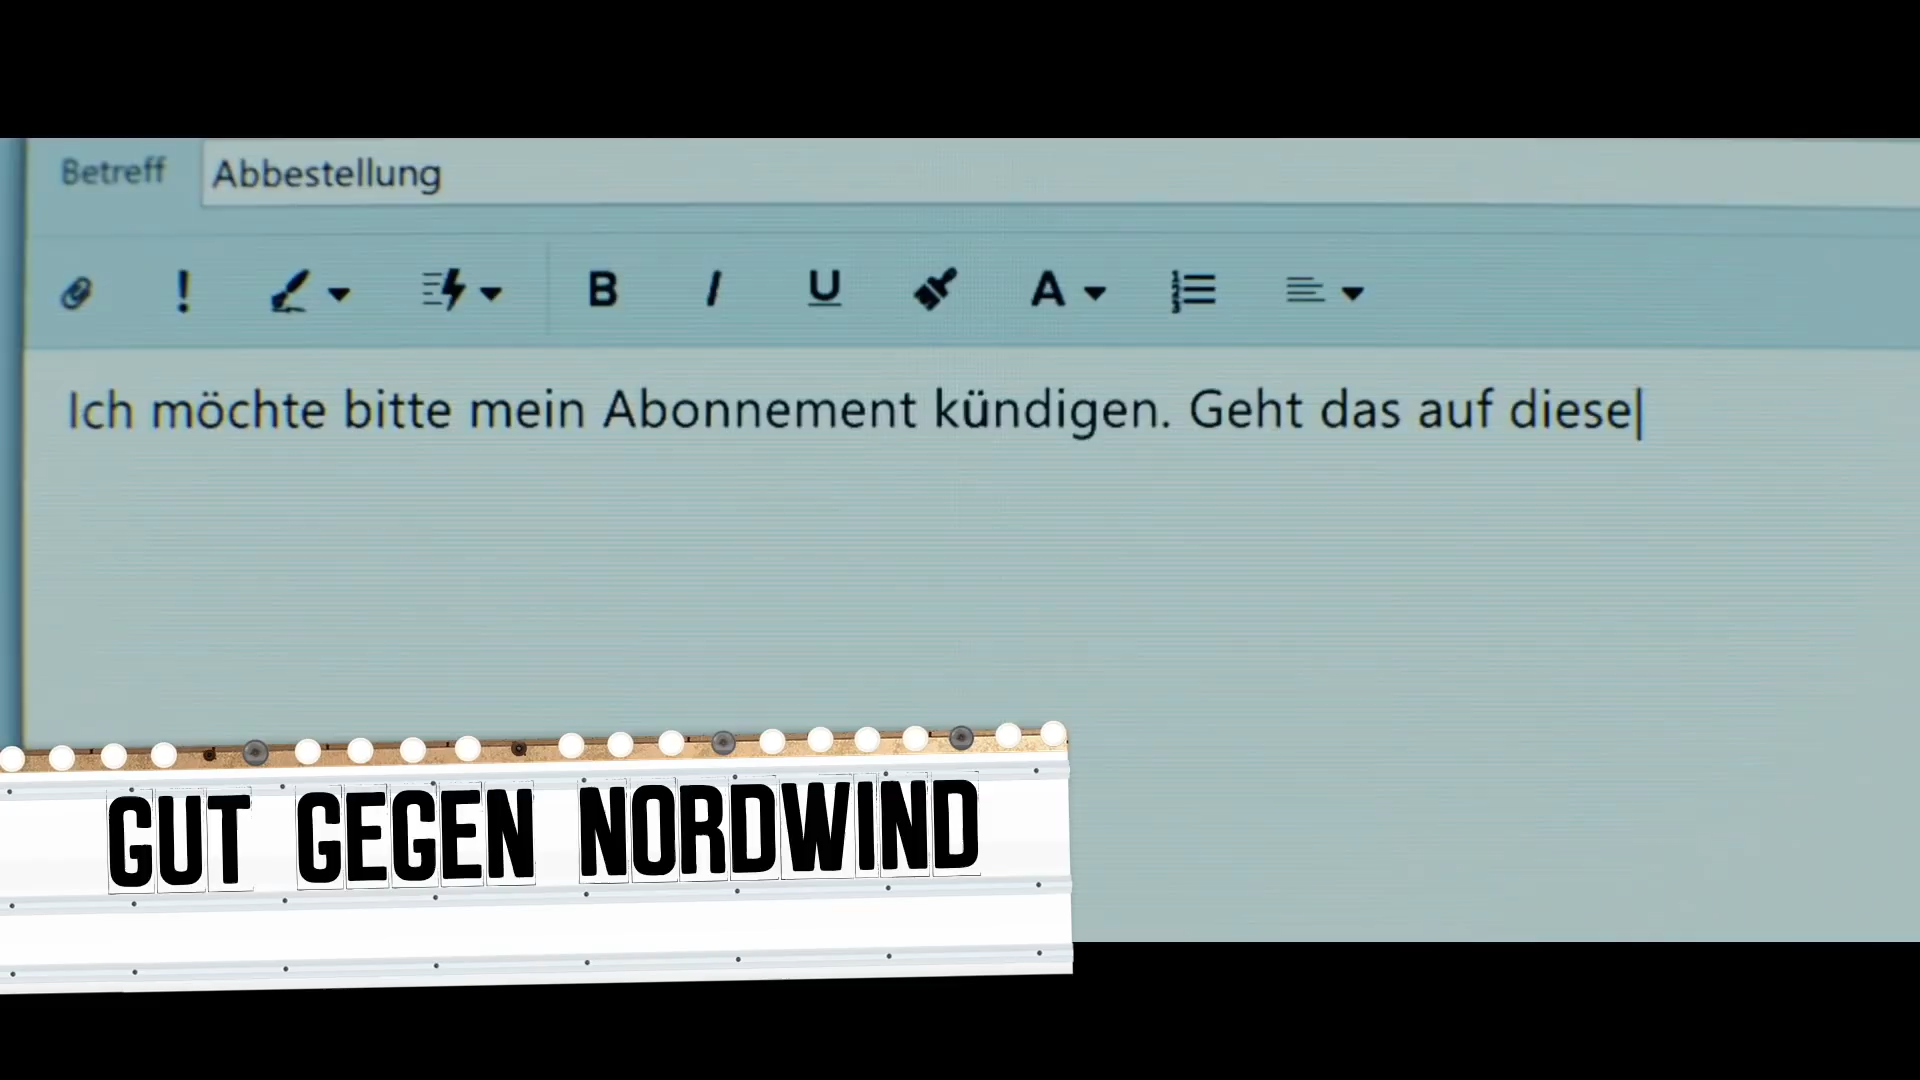 Betreff Abbestellung
B I U A
Ich möchte bitte mein Abonnement kündigen. Geht das auf diese
GUT GEGEN NORDWIND